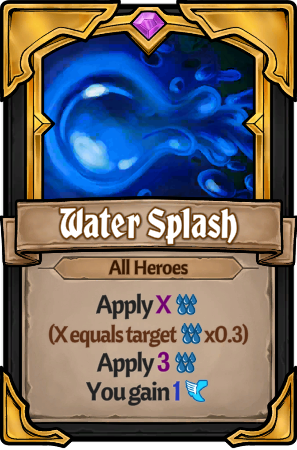 Water Splash
All Heroes
Apply X
(X equals target x0.3)
Apply 3
You gain 1